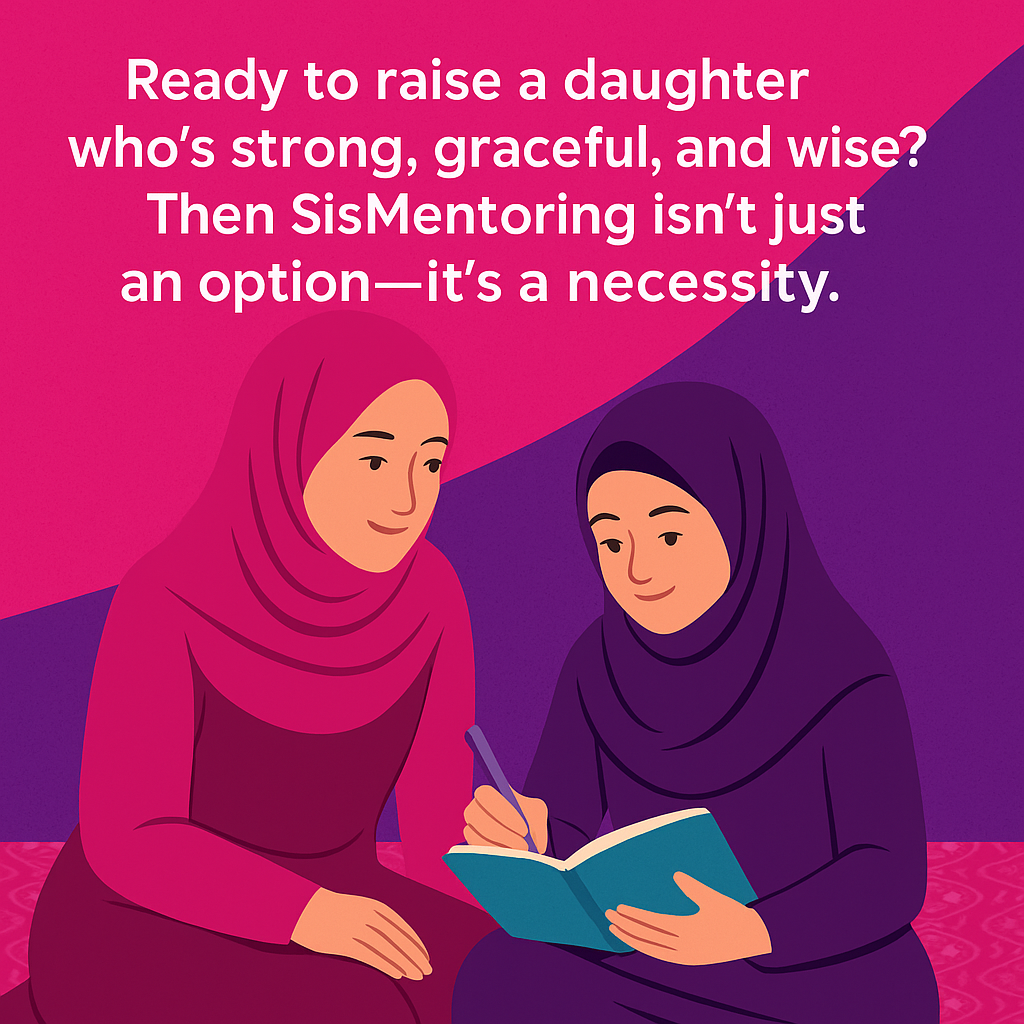 Ready to raise a daughter
who's strong, graceful, and wise?
Then SisMentoring isn't just
an option—it's a necessity.